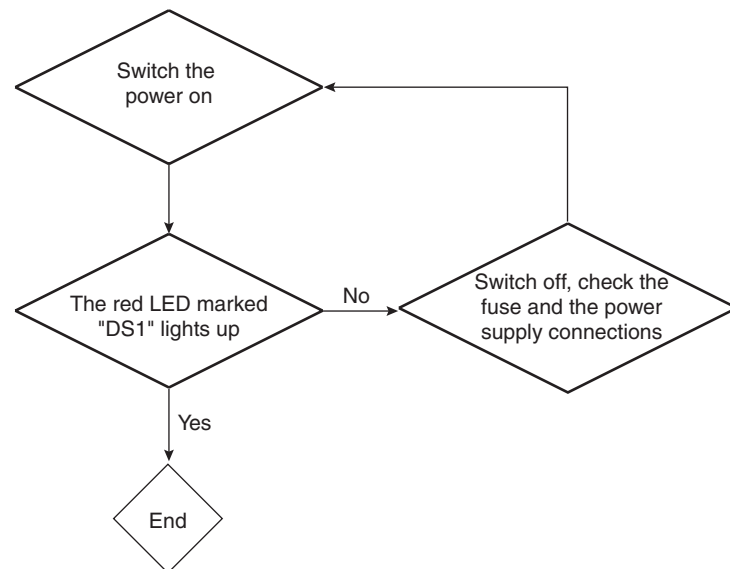 Switch the
power on
The red LED marked
"DS1" lights up
No
Switch off, check the
fuse and the power
supply connections
Yes
End